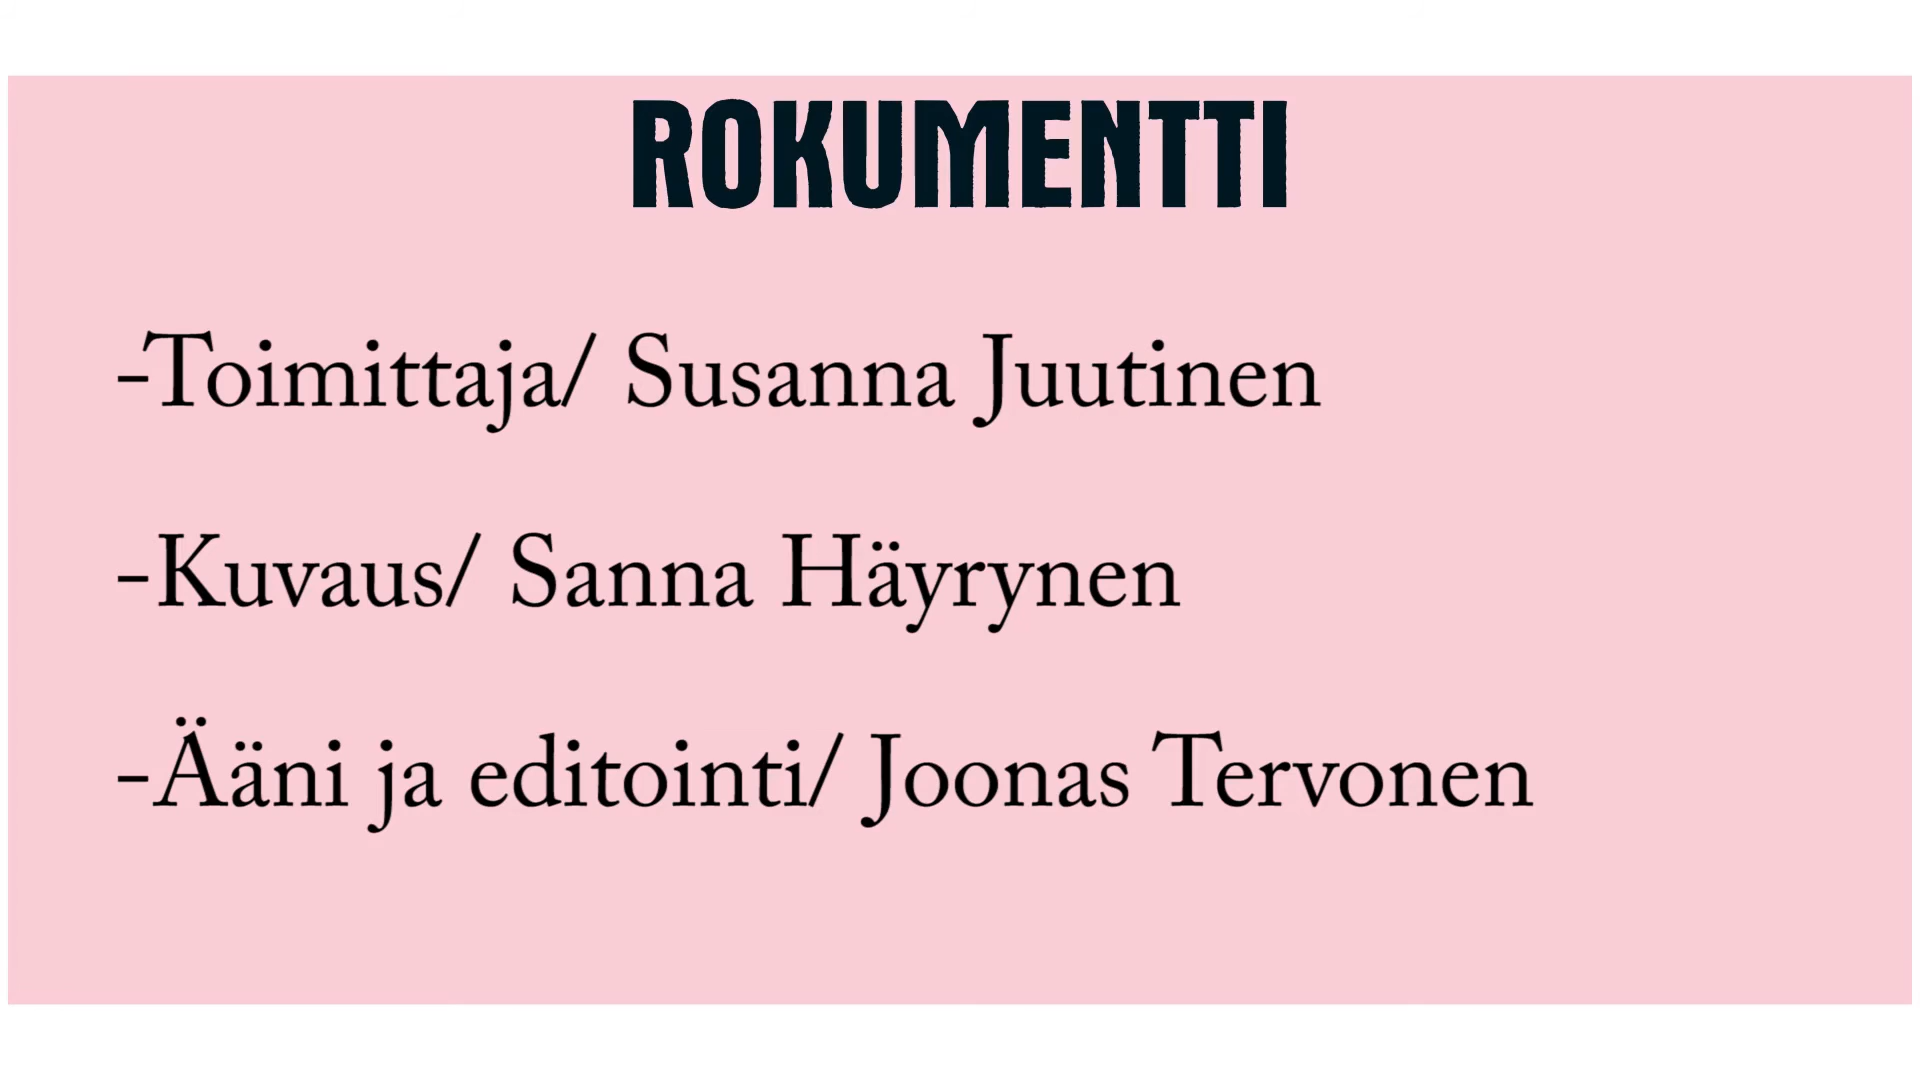 ROKUMENTTI
-Toimittaja/ Susanna Juutinen
-Kuvaus/ Sanna Häyrynen
-Ääni ja editointi/ Joonas Tervonen